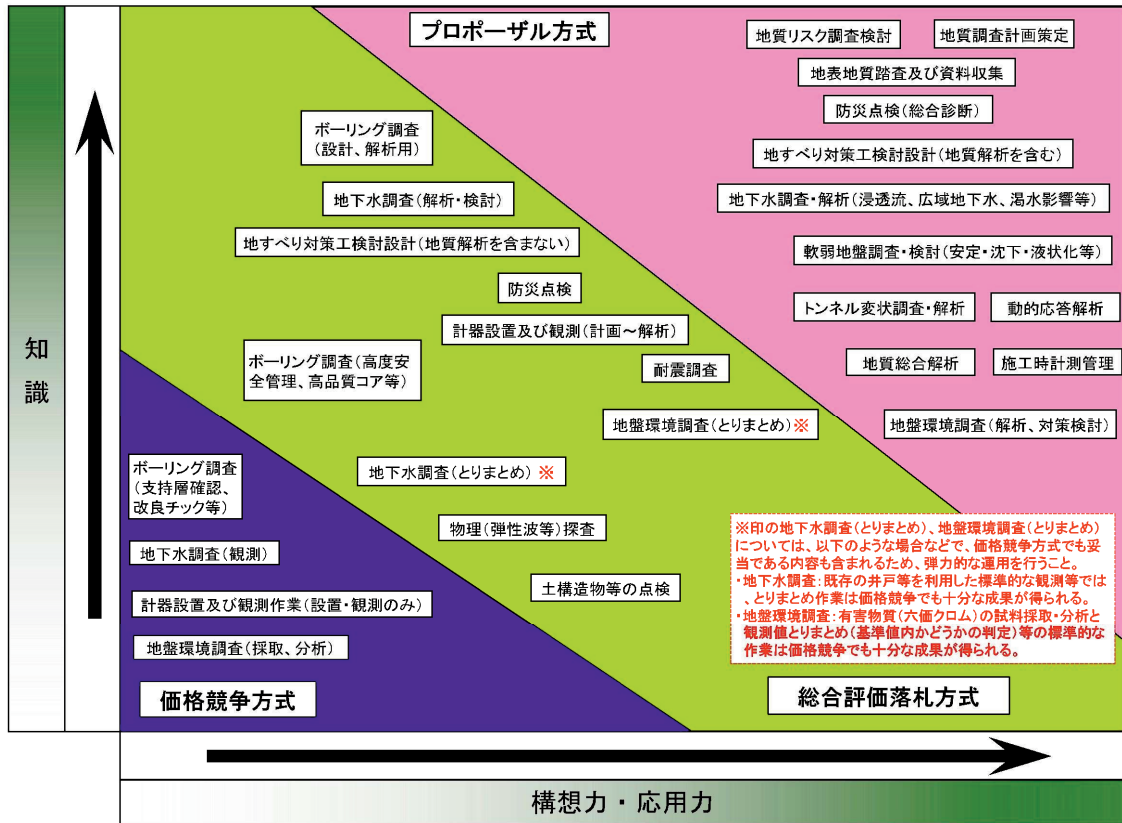 プロポーザル方式
地質リスク調査検討
地質調査計画策定
地表地質踏査及び資料収集
防災点検(総合診断)
地すべり対策工検討設計(地質解析を含む)
地下水調査・解析(浸透流、広域地下水、渇水影響等)
軟弱地盤調査・検討(安定・沈下・液状化等)
トンネル変状調査・解析
動的応答解析
地質総合解析
施工時計測管理
地盤環境調査(解析、対策検討)
ボーリング調査
(設計、解析用)
地下水調査(解析・検討)
地すべり対策工検討設計(地質解析を含まない)
防災点検
計器設置及び観測(計画～解析)
ボーリング調査(高度安
全管理、高品質コア等)
耐震調査
地盤環境調査(とりまとめ)※
地下水調査(とりまとめ)※
物理(弾性波等)探査
土構造物等の点検
総合評価落札方式
ボーリング調査
(支持層確認、
改良チック等)
地下水調査(観測)
計器設置及び観測作業(設置・観測のみ)
地盤環境調査(採取、分析)
価格競争方式
※印の地下水調査(とりまとめ)、地盤環境調査(とりまとめ)
については、以下のような場合などで、価格競争方式でも妥
当である内容も含まれるため、弾力的な運用を行うこと。
・地下水調査:既存の井戸等を利用した標準的な観測等では
、とりまとめ作業は価格競争でも十分な成果が得られる。
・地盤環境調査:有害物質(六価クロム)の試料採取・分析と
観測値とりまとめ(基準値内かどうかの判定)等の標準的な
作業は価格競争でも十分な成果が得られる。
知
識
構想力・応用力